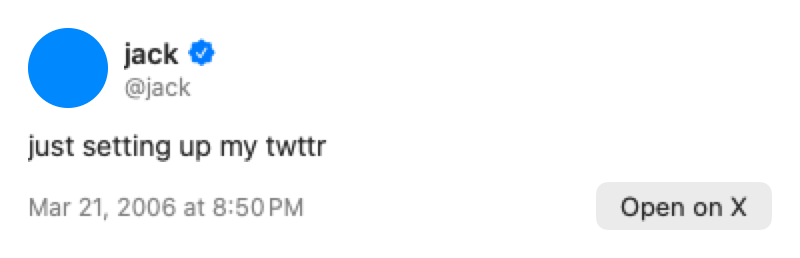 jack
@jack
just setting up my twttr
Mar 21, 2006 at 8:50 PM
Open on X